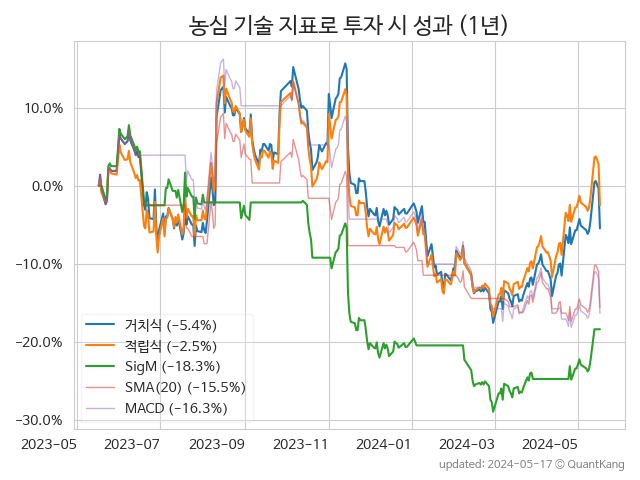 농심 기술 지표로 투자 시 성과 (1년)
10.0%
0.0%
−10.0%
−20.0%
−30.0%
거치식 (−5.4%)
적립식 (−2.5%)
SigM (−18.3%)
SMA(20) (−15.5%)
MACD (−16.3%)
2023−05 2023−07 2023−09 2023−11 2024−01 2024−03 2024−05
updated: 2024−05−17 © QuantKang